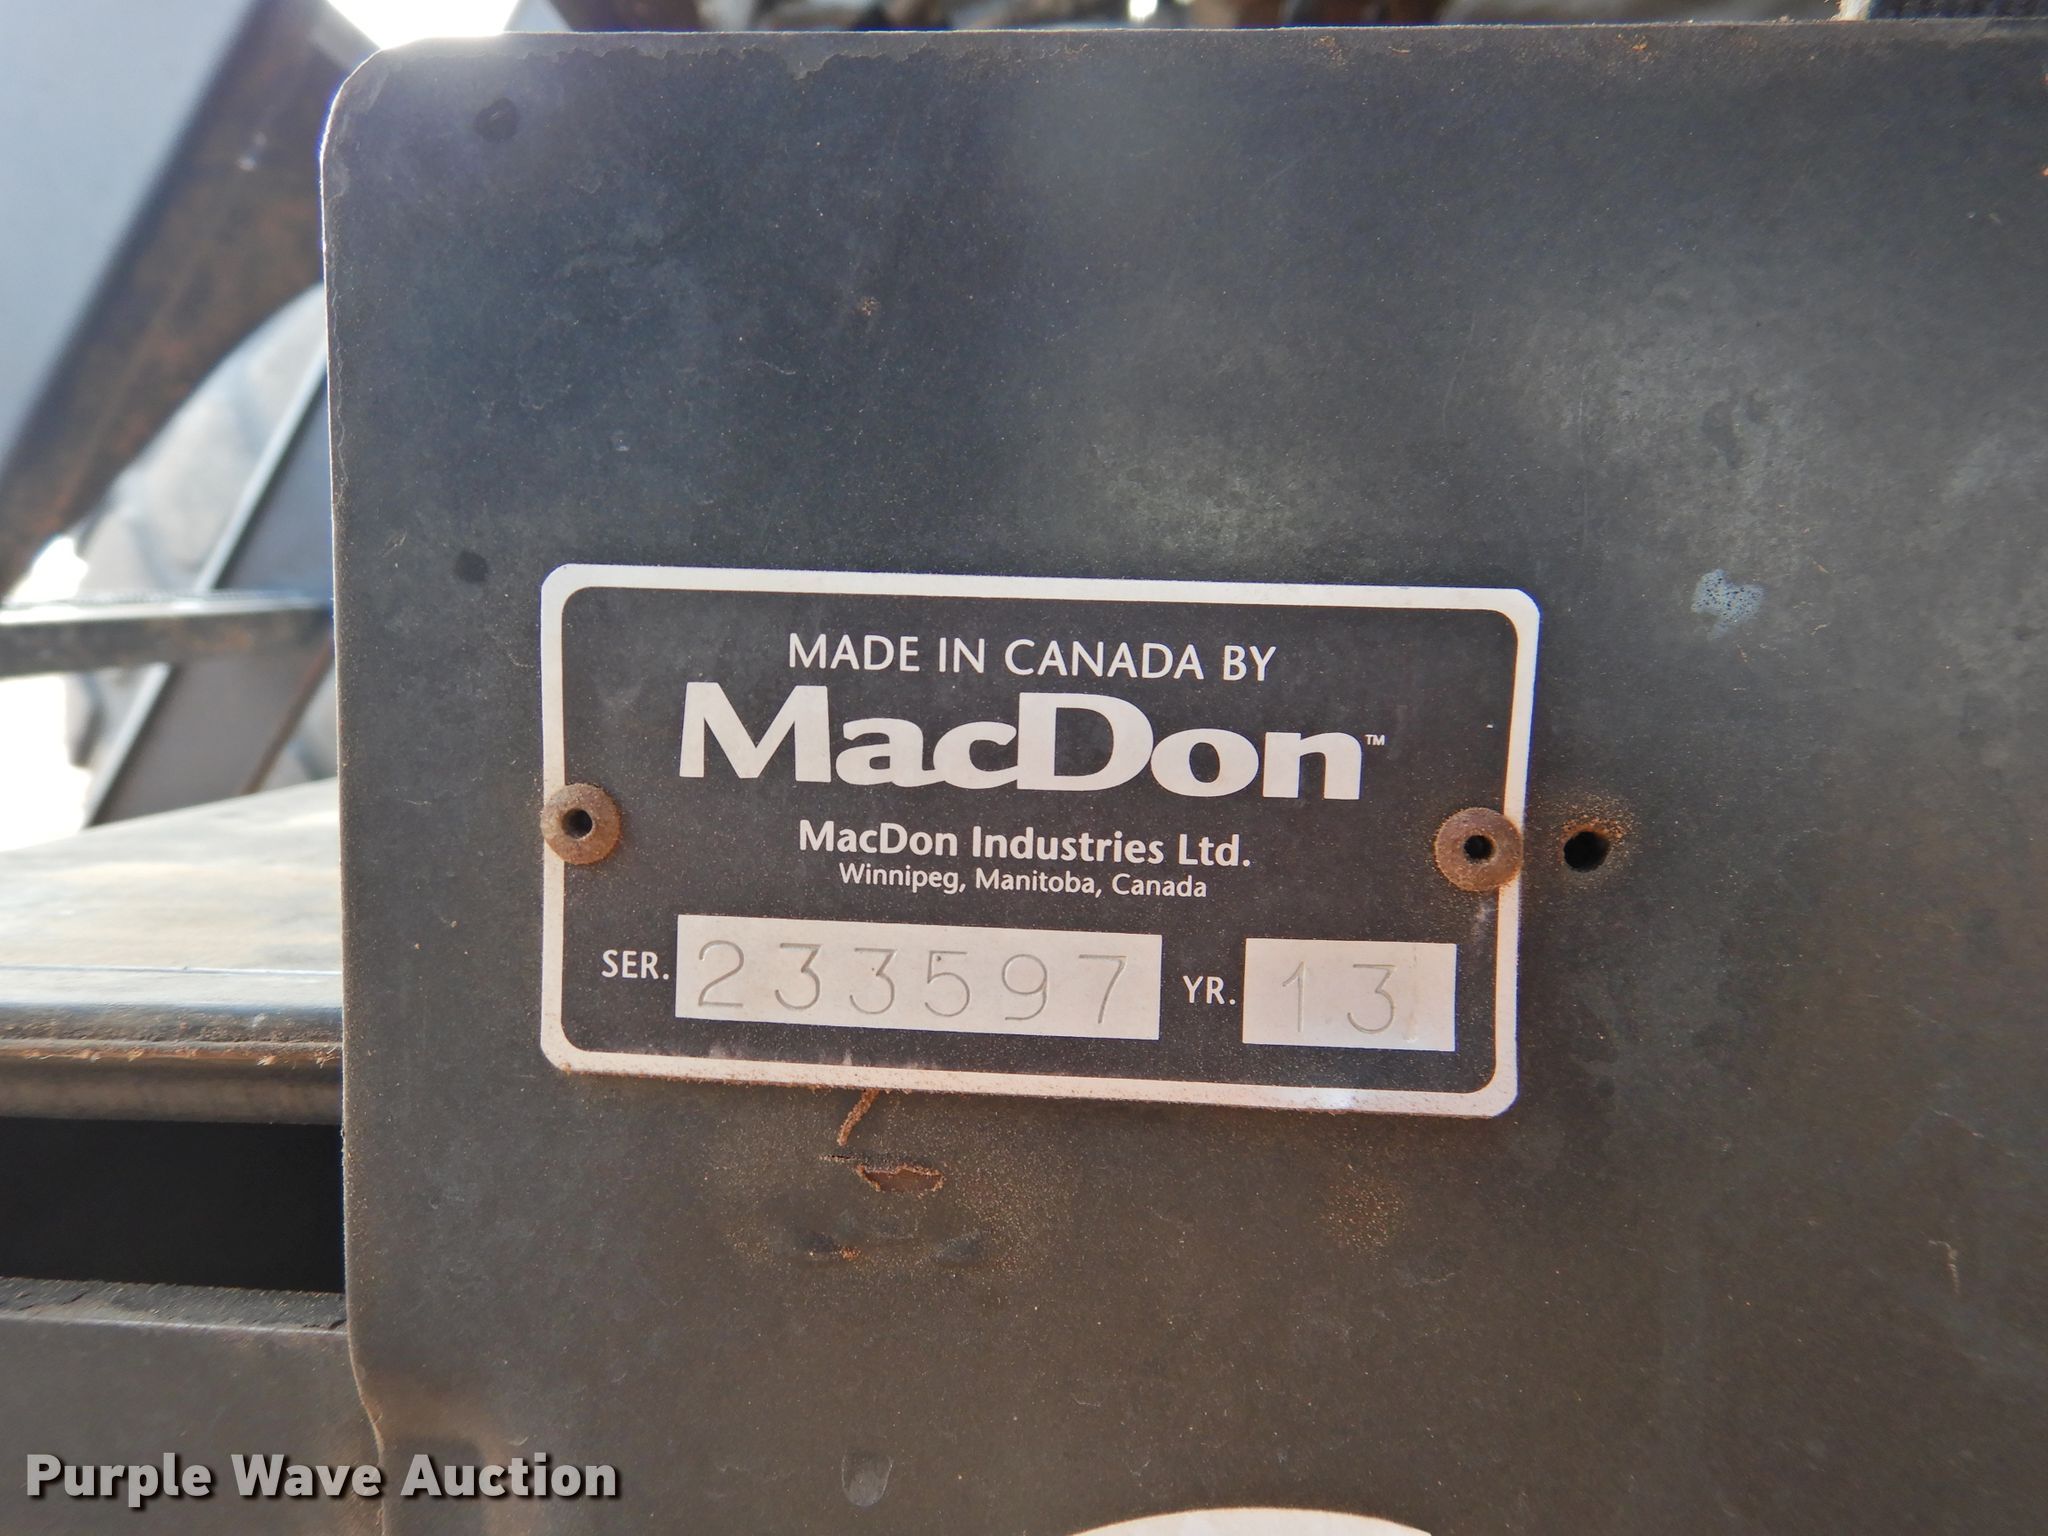 MADE IN CANADA BY
MacDon™
MacDon Industries Ltd.
Winnipeg, Manitoba, Canada
SER. 233597 YR. 13
Purple Wave Auction